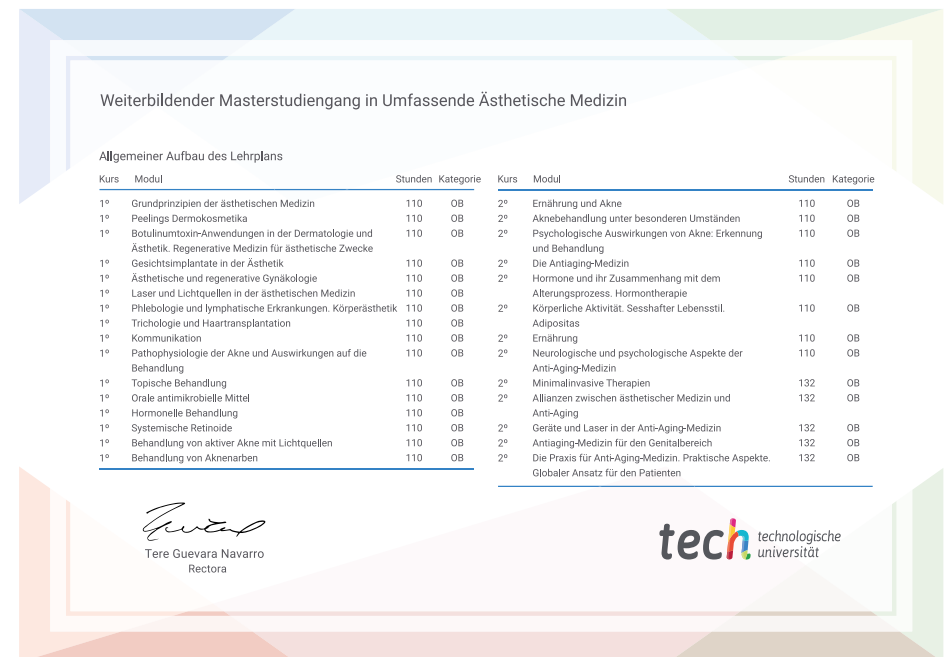 Weiterbildender Masterstudiengang in Umfassende Ästhetische Medizin
Allgemeiner Aufbau des Lehrplans
Kurs Modul Stunden Kategorie
1º Grundprinzipien der ästhetischen Medizin 110 OB
1º Peelings Dermokosmetika 110 OB
1º Botulinumtoxin-Anwendungen in der Dermatologie und 110 OB
Ästhetik. Regenerative Medizin für ästhetische Zwecke
1º Gesichtsimplantate in der Ästhetik 110 OB
1º Ästhetische und regenerative Gynäkologie 110 OB
1º Laser und Lichtquellen in der ästhetischen Medizin 110 OB
1º Phlebologie und lymphatische Erkrankungen. Körperästhetik 110 OB
1º Trichologie und Haartransplantation 110 OB
1º Kommunikation 110 OB
1º Pathophysiologie der Akne und Auswirkungen auf die 110 OB
Behandlung
1º Topische Behandlung 110 OB
1º Orale antimikrobielle Mittel 110 OB
1º Hormonelle Behandlung 110 OB
1º Systemische Retinoide 110 OB
1º Behandlung von aktiver Akne mit Lichtquellen 110 OB
1º Behandlung von Aknenarben 110 OB
Kurs Modul Stunden Kategorie
2º Ernährung und Akne 110 OB
2º Aknebehandlung unter besonderen Umständen 110 OB
2º Psychologische Auswirkungen von Akne: Erkennung 110 OB
und Behandlung
2º Die Antiaging-Medizin 110 OB
2º Hormone und ihr Zusammenhang mit dem 110 OB
Alterungsprozess. Hormontherapie
2º Körperliche Aktivität. Sesshafter Lebensstil. 110 OB
Adipositas
2º Ernährung 110 OB
2º Neurologische und psychologische Aspekte der 110 OB
Anti-Aging-Medizin
2º Minimalinvasive Therapien 132 OB
2º Allianzen zwischen ästhetischer Medizin und 132 OB
Anti-Aging
2º Geräte und Laser in der Anti-Aging-Medizin 132 OB
2º Antiaging-Medizin für den Genitalbereich 132 OB
2º Die Praxis für Anti-Aging-Medizin. Praktische Aspekte. 132 OB
Globaler Ansatz für den Patienten
Tere Guevara Navarro
Rectora
tech technologische
universität